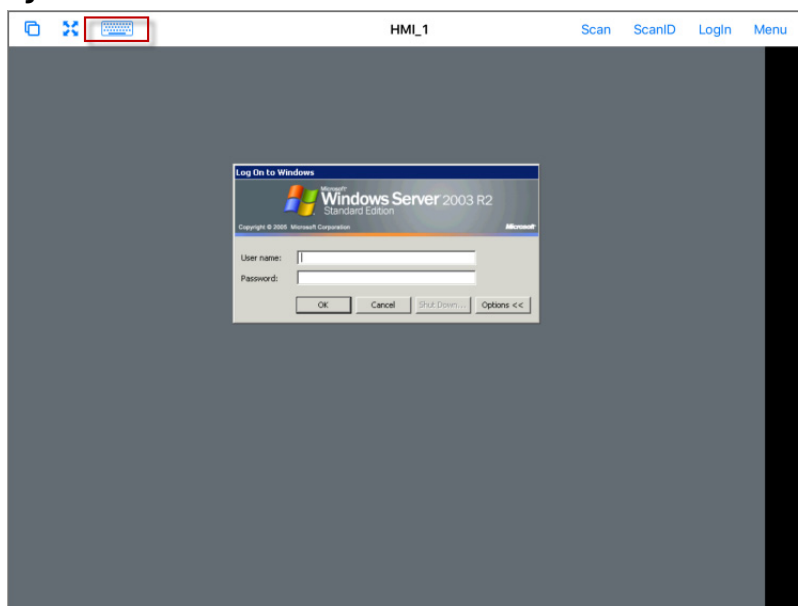 HMI_1 Scan ScanID LogIn Menu
Log On to Windows
Microsoft
Windows Server 2003 R2
Standard Edition
Copyright © 2005 Microsoft Corporation Microsoft
User name:
Password:
OK Cancel Shut Down... Options <<